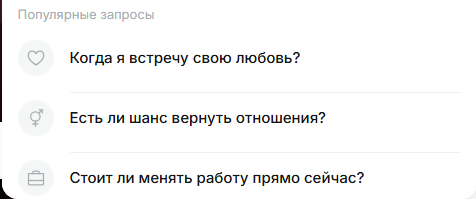 Популярные запросы
Когда я встречу свою любовь?
Есть ли шанс вернуть отношения?
Стоит ли менять работу прямо сейчас?